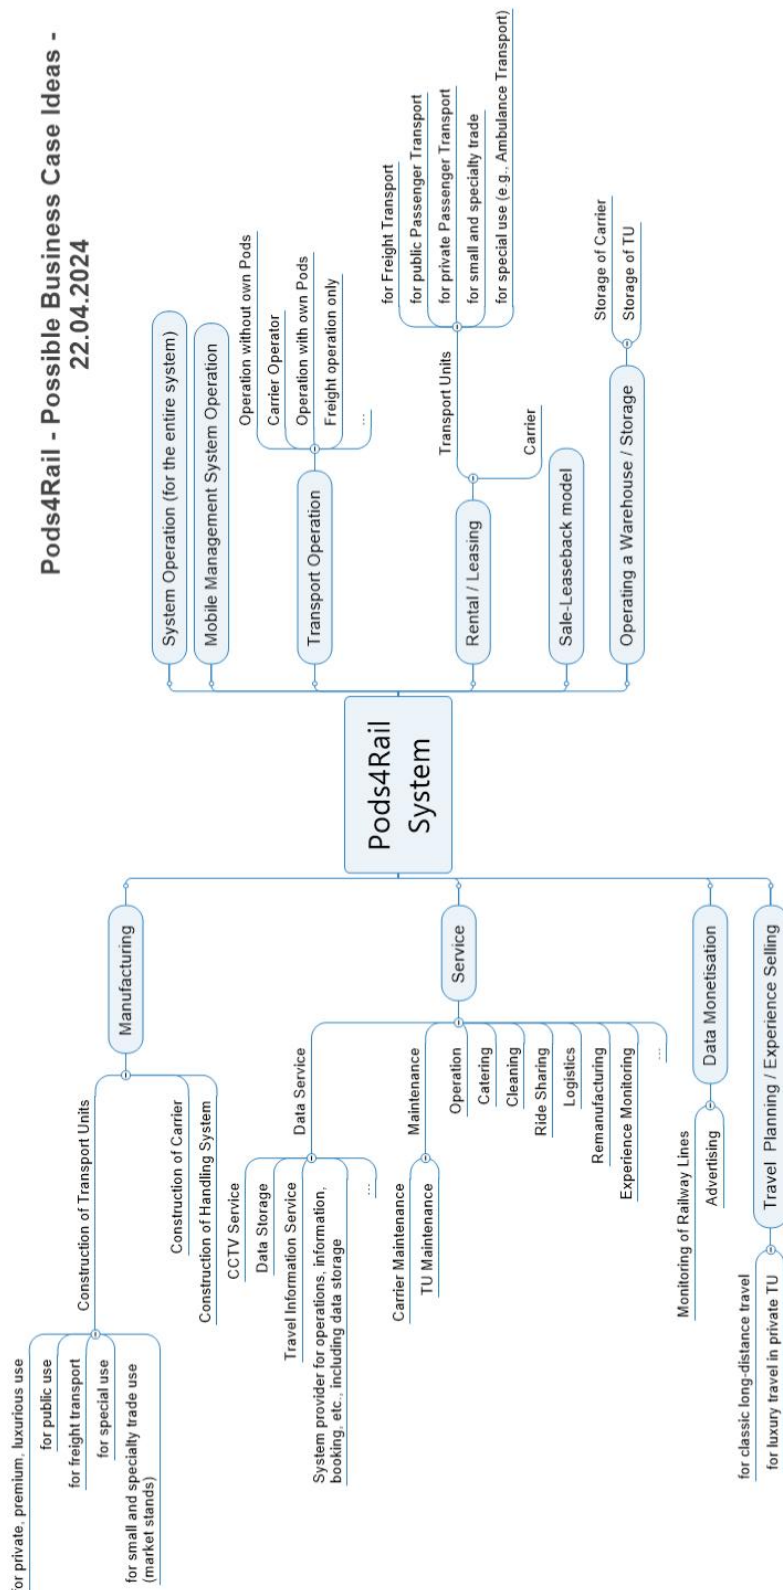 Pods4Rail - Possible Business Case Ideas -
22.04.2024
Pods4Rail
System
System Operation (for the entire system)
Mobile Management System Operation
Transport Operation
Operation without own Pods
Carrier Operator
Operation with own Pods
Freight operation only
...
Rental / Leasing
Transport Units
for Freight Transport
for public Passenger Transport
for private Passenger Transport
for small and specialty trade
for special use (e.g., Ambulance Transport)
Carrier
Sale-Leaseback model
Operating a Warehouse / Storage
Storage of Carrier
Storage of TU
Manufacturing
Construction of Transport Units
for private, premium, luxurious use
for public use
for freight transport
for special use
for small and specialty trade use
(market stands)
Construction of Carrier
Construction of Handling System
Service
Data Service
CCTV Service
Data Storage
Travel Information Service
System provider for operations, information,
booking, etc., including data storage
...
Maintenance
Carrier Maintenance
TU Maintenance
Operation
Catering
Cleaning
Ride Sharing
Logistics
Remanufacturing
Experience Monitoring
...
Data Monetisation
Monitoring of Railway Lines
Advertising
Travel Planning / Experience Selling
for classic long-distance travel
for luxury travel in private TU